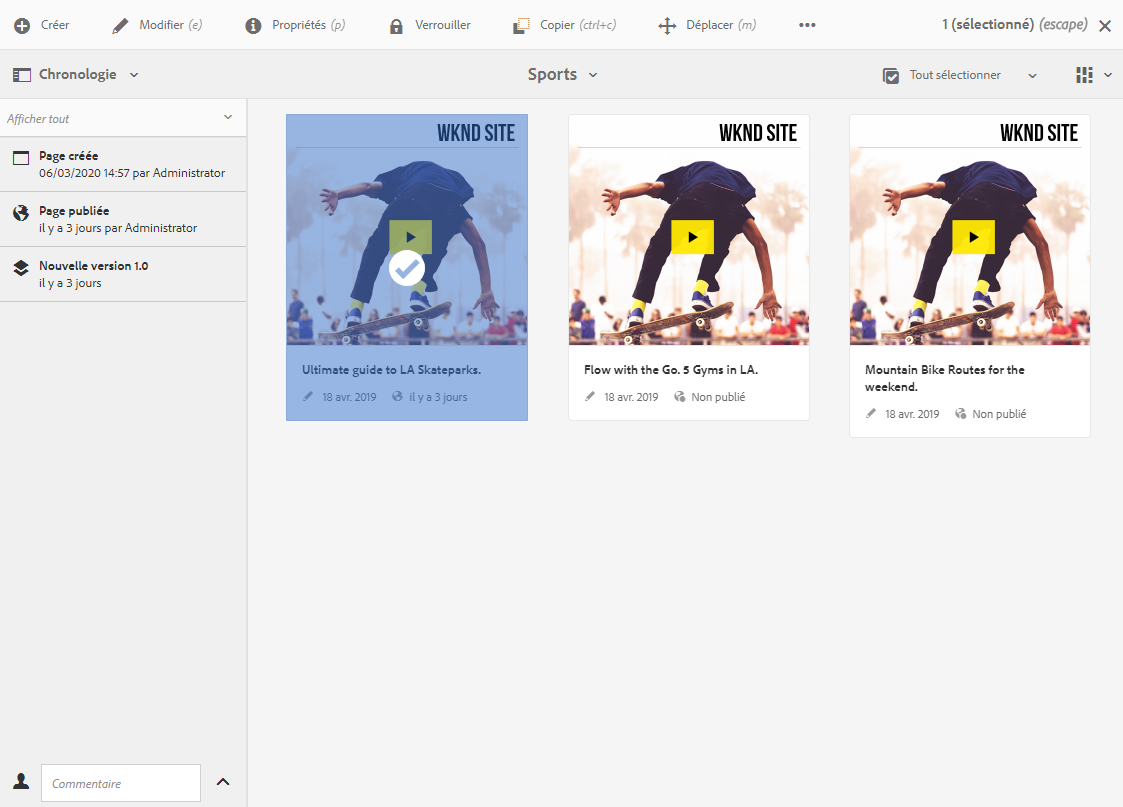 Créer
Modifier (e)
Propriétés (p)
Verrouiller
Copier (ctrl+c)
Déplacer (m)
1 (sélectionné) (escape)
Chronologie
Sports
Tout sélectionner
Afficher tout
Page créée
06/03/2020 14:57 par Administrator
Page publiée
il y a 3 jours par Administrator
Nouvelle version 1.0
il y a 3 jours
WKND SITE
Ultimate guide to LA Skateparks.
18 avr. 2019 il y a 3 jours
WKND SITE
Flow with the Go. 5 Gyms in LA.
18 avr. 2019 Non publié
WKND SITE
Mountain Bike Routes for the
weekend.
18 avr. 2019 Non publié
Commentaire